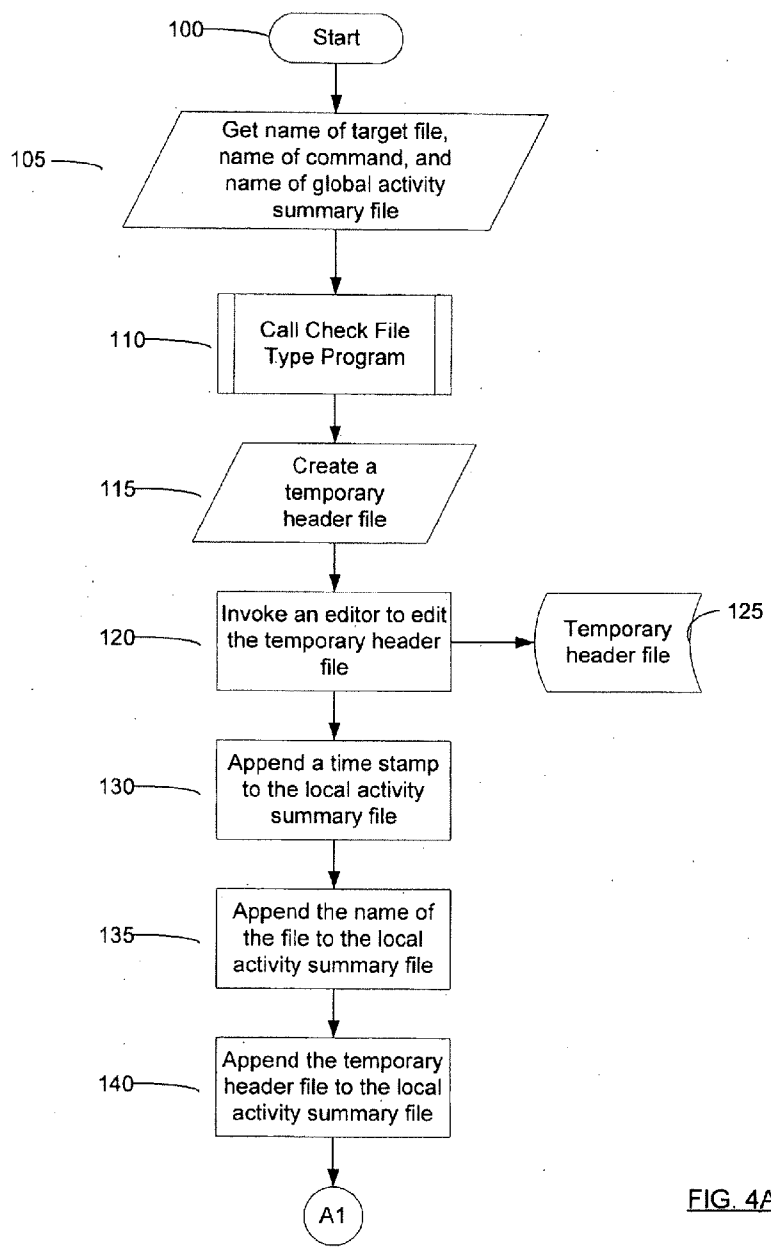 100
Start
105
Get name of target file,
name of command, and
name of global activity
summary file
110
Call Check File
Type Program
115
Create a
temporary
header file
120
Invoke an editor to edit
the temporary header
file
125
Temporary
header file
130
Append a time stamp
to the local activity
summary file
135
Append the name of
the file to the local
activity summary file
140
Append the temporary
header file to the local
activity summary file
A1
FIG. 4A